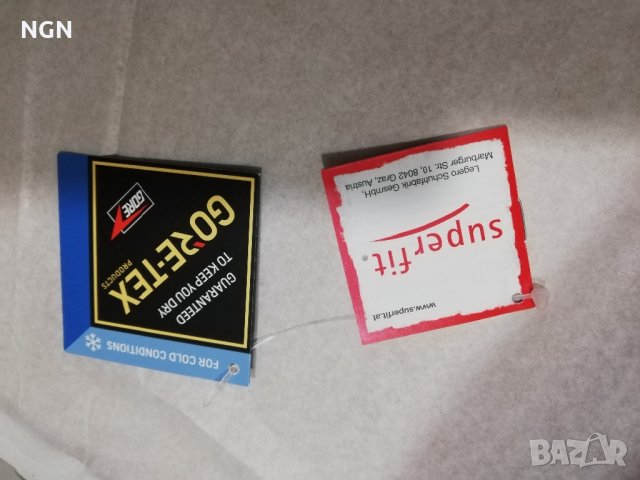 NGN
GORE
GORE-TEX
PRODUCTS
GUARANTEED
TO KEEP YOU DRY
FOR COLD CONDITIONS
Legero Schuhfabrik GesmbH,
Marburger Str. 10, 8042 Graz, Austria
superfit®
www.superfit.at
BAZAR